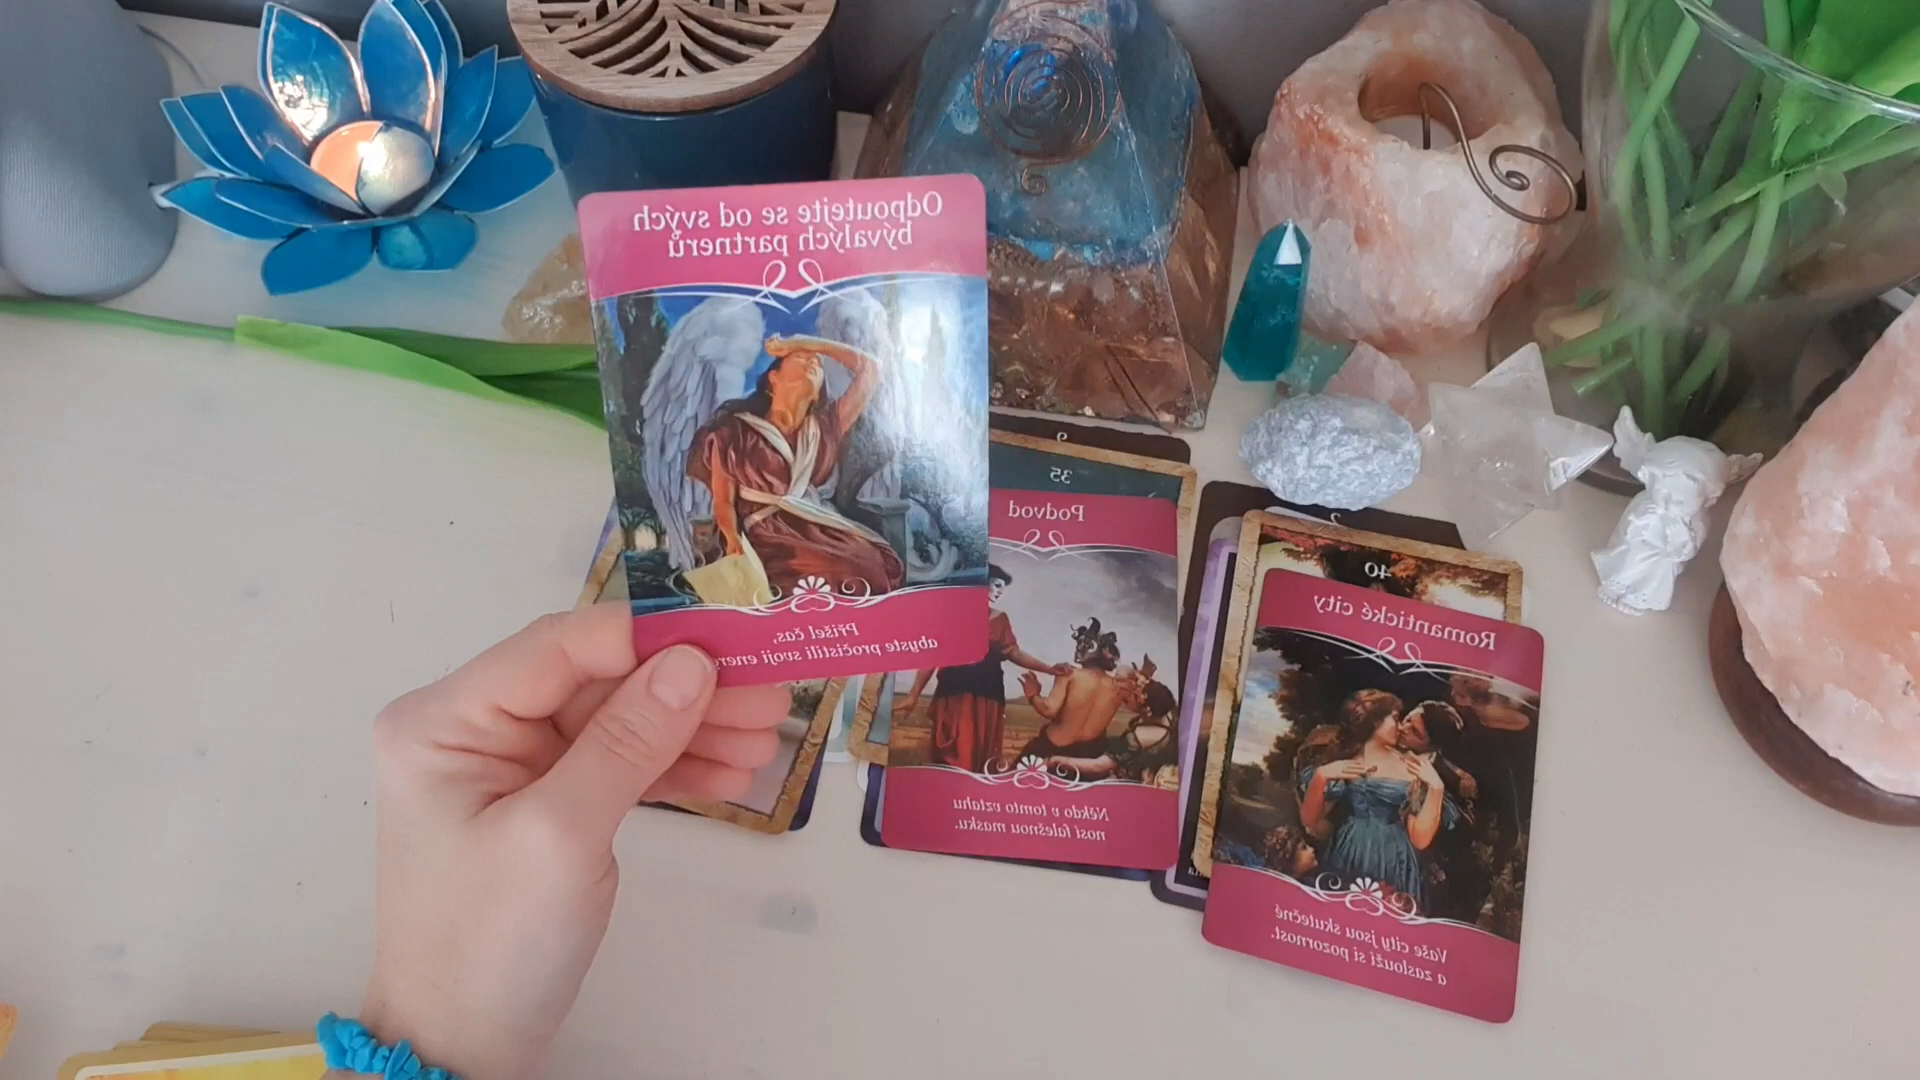 Odpoutejte se od svých
bývalých partnerů
Přišel čas,
abyste pročistili svoji energ
35
Podvod
Někdo v tomto vztahu
nosí falešnou masku.
40
Romantické city
Vaše city jsou skutečné
a zaslouží si pozornost.